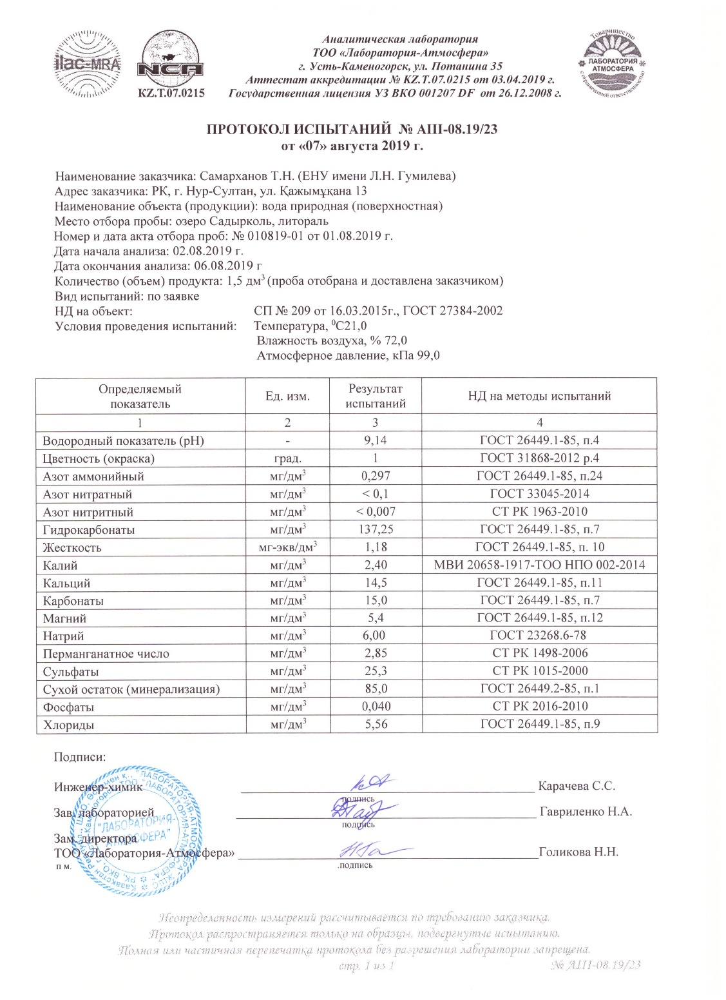 ilac-MRA
NCA
KZ.T.07.0215
Аналитическая лаборатория
ТОО «Лаборатория-Атмосфера»
г. Усть-Каменогорск, ул. Потанина 35
Аттестат аккредитации № KZ.T.07.0215 от 03.04.2019 г.
Государственная лицензия УЗ ВКО 001207 DF от 26.12.2008 г.
Товарищество
ЛАБОРАТОРИЯ
АТМОСФЕРА
с ограниченной ответственностью
ПРОТОКОЛ ИСПЫТАНИЙ № АШ-08.19/23
от «07» августа 2019 г.
Наименование заказчика: Самарханов Т.Н. (ЕНУ имени Л.Н. Гумилева)
Адрес заказчика: РК, г. Нур-Султан, ул. Қажымұқана 13
Наименование объекта (продукции): вода природная (поверхностная)
Место отбора пробы: озеро Садырколь, литораль
Номер и дата акта отбора проб: № 010819-01 от 01.08.2019 г.
Дата начала анализа: 02.08.2019 г.
Дата окончания анализа: 06.08.2019 г
Количество (объем) продукта: 1,5 дм³ (проба отобрана и доставлена заказчиком)
Вид испытаний: по заявке
НД на объект: СП № 209 от 16.03.2015г., ГОСТ 27384-2002
Условия проведения испытаний: Температура, ⁰С21,0
Влажность воздуха, % 72,0
Атмосферное давление, кПа 99,0
Определяемый показатель Ед. изм. Результат испытаний НД на методы испытаний
1 2 3 4
Водородный показатель (pH) - 9,14 ГОСТ 26449.1-85, п.4
Цветность (окраска) град. 1 ГОСТ 31868-2012 р.4
Азот аммонийный мг/дм³ 0,297 ГОСТ 26449.1-85, п.24
Азот нитратный мг/дм³ < 0,1 ГОСТ 33045-2014
Азот нитритный мг/дм³ < 0,007 СТ РК 1963-2010
Гидрокарбонаты мг/дм³ 137,25 ГОСТ 26449.1-85, п.7
Жесткость мг-экв/дм³ 1,18 ГОСТ 26449.1-85, п. 10
Калий мг/дм³ 2,40 МВИ 20658-1917-ТОО НПО 002-2014
Кальций мг/дм³ 14,5 ГОСТ 26449.1-85, п.11
Карбонаты мг/дм³ 15,0 ГОСТ 26449.1-85, п.7
Магний мг/дм³ 5,4 ГОСТ 26449.1-85, п.12
Натрий мг/дм³ 6,00 ГОСТ 23268.6-78
Перманганатное число мг/дм³ 2,85 СТ РК 1498-2006
Сульфаты мг/дм³ 25,3 СТ РК 1015-2000
Сухой остаток (минерализация) мг/дм³ 85,0 ГОСТ 26449.2-85, п.1
Фосфаты мг/дм³ 0,040 СТ РК 2016-2010
Хлориды мг/дм³ 5,56 ГОСТ 26449.1-85, п.9
Подписи:
Инженер-химик Карачева С.С.
подпись
Зав. лабораторией Гавриленко Н.А.
подпись
Зам. директора
ТОО «Лаборатория-Атмосфера» Голикова Н.Н.
п м. .подпись
"ЛАБОРАТОРИЯ-
АТМОСФЕРА"
Неопределенность измерений рассчитывается по требованию заказчика.
Протокол распространяется только на образцы, подвергнутые испытанию.
Полная или частичная перепечатка протокола без разрешения лаборатории запрещена.
стр. 1 из 1 № АШ-08.19/23